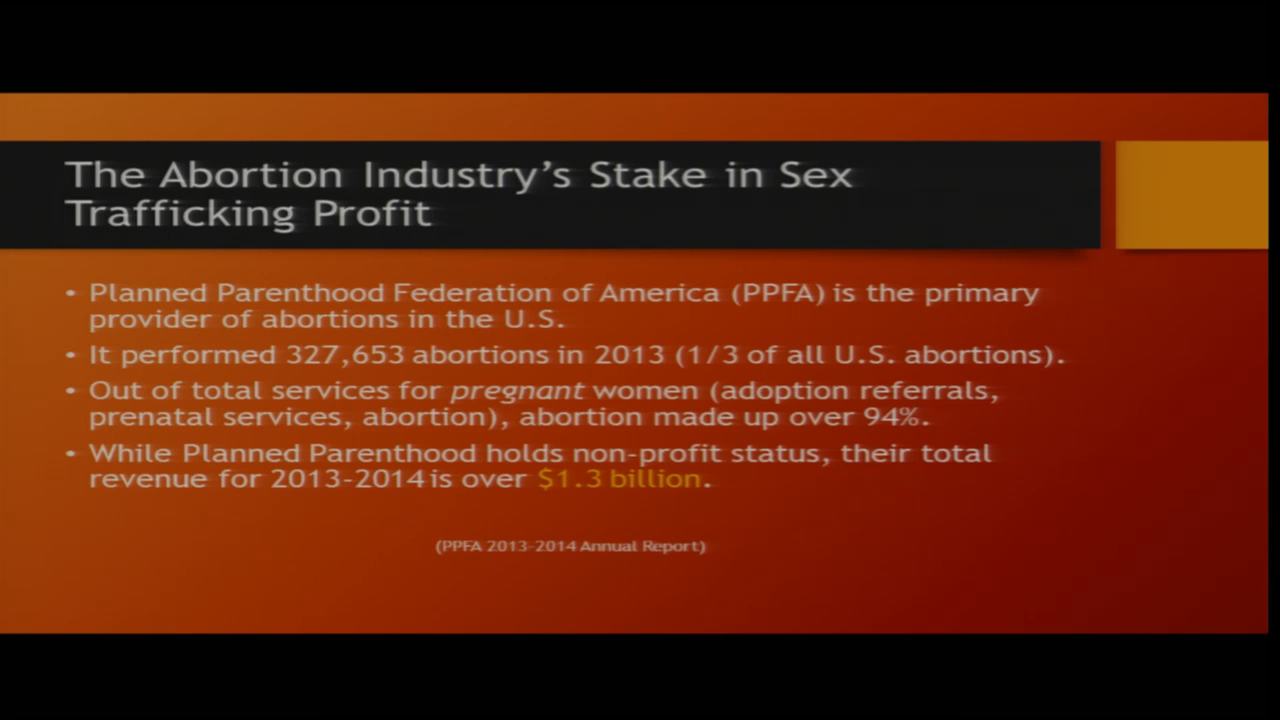 The Abortion Industry’s Stake in Sex
Trafficking Profit
• Planned Parenthood Federation of America (PPFA) is the primary
provider of abortions in the U.S.
• It performed 327,653 abortions in 2013 (1/3 of all U.S. abortions).
• Out of total services for pregnant women (adoption referrals,
prenatal services, abortion), abortion made up over 94%.
• While Planned Parenthood holds non-profit status, their total
revenue for 2013-2014 is over $1.3 billion.
(PPFA 2013-2014 Annual Report)